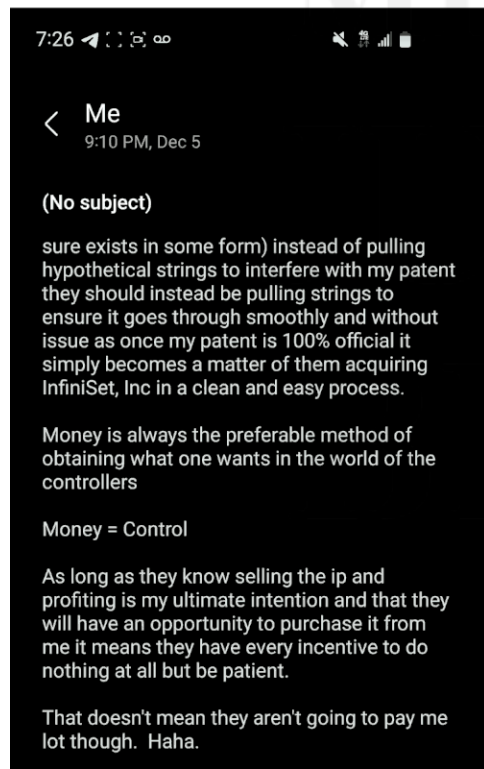 7:26
Me
9:10 PM, Dec 5
(No subject)
sure exists in some form) instead of pulling
hypothetical strings to interfere with my patent
they should instead be pulling strings to
ensure it goes through smoothly and without
issue as once my patent is 100% official it
simply becomes a matter of them acquiring
InfiniSet, Inc in a clean and easy process.
Money is always the preferable method of
obtaining what one wants in the world of the
controllers
Money = Control
As long as they know selling the ip and
profiting is my ultimate intention and that they
will have an opportunity to purchase it from
me it means they have every incentive to do
nothing at all but be patient.
That doesn't mean they aren't going to pay me
lot though.  Haha.